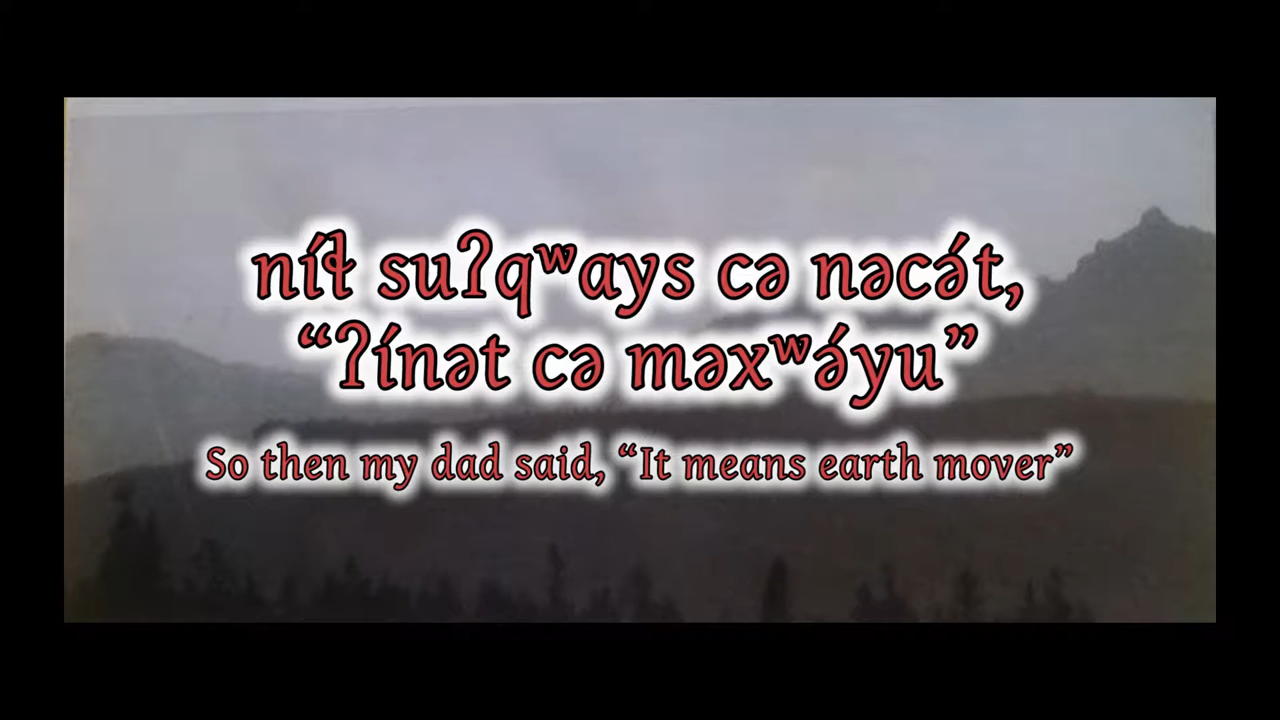 níɬ suʔqʷays cə nəcə́t,
“ʔínət cə məxʷə́yu”
So then my dad said, “It means earth mover”